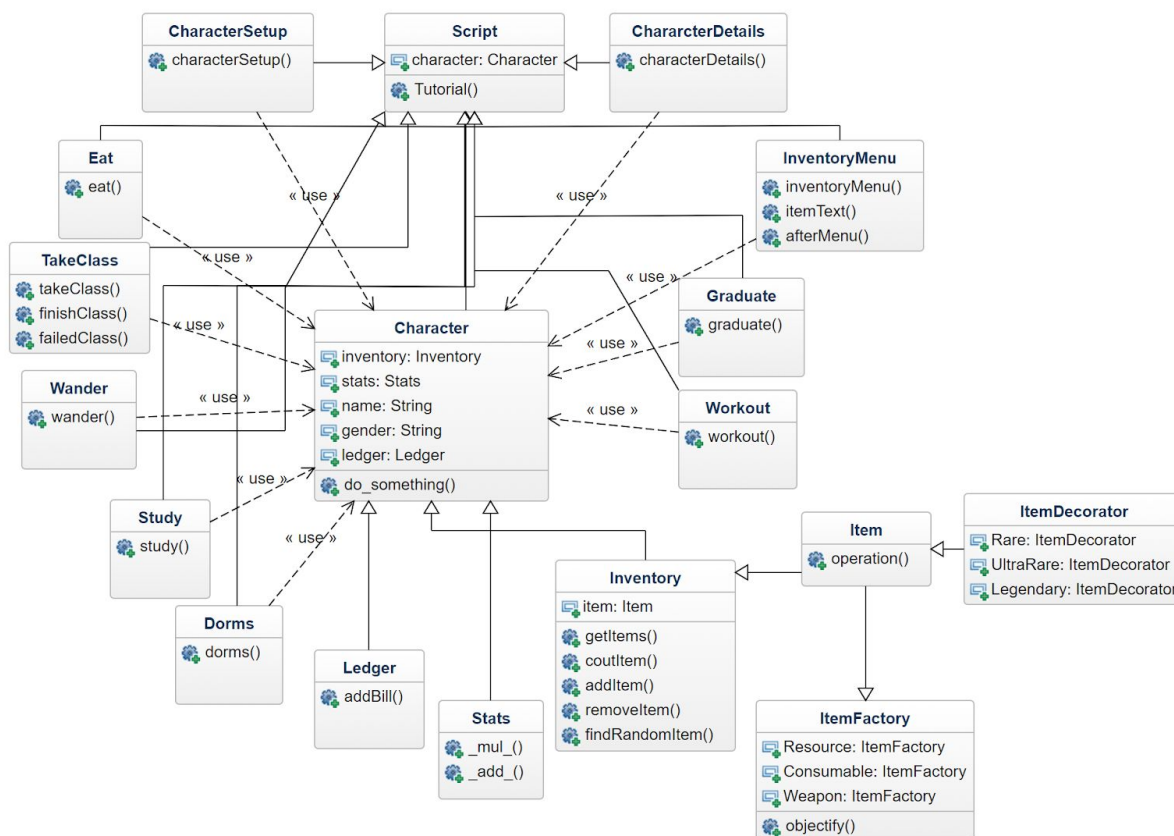 CharacterSetup
characterSetup()
Script
character: Character
Tutorial()
ChararcterDetails
characterDetails()
Eat
eat()
« use »
« use »
InventoryMenu
inventoryMenu()
itemText()
afterMenu()
TakeClass
takeClass()
finishClass()
failedClass()
« use »
« use »
Graduate
graduate()
« use »
« use »
Character
inventory: Inventory
stats: Stats
name: String
gender: String
ledger: Ledger
do_something()
Wander
wander()
« use »
« use »
Workout
workout()
Study
study()
« use »
Dorms
dorms()
« use »
Ledger
addBill()
Stats
_mul_()
_add_()
Inventory
item: Item
getItems()
coutItem()
addItem()
removeItem()
findRandomItem()
Item
operation()
ItemDecorator
Rare: ItemDecorator
UltraRare: ItemDecorator
Legendary: ItemDecorator
ItemFactory
Resource: ItemFactory
Consumable: ItemFactory
Weapon: ItemFactory
objectify()